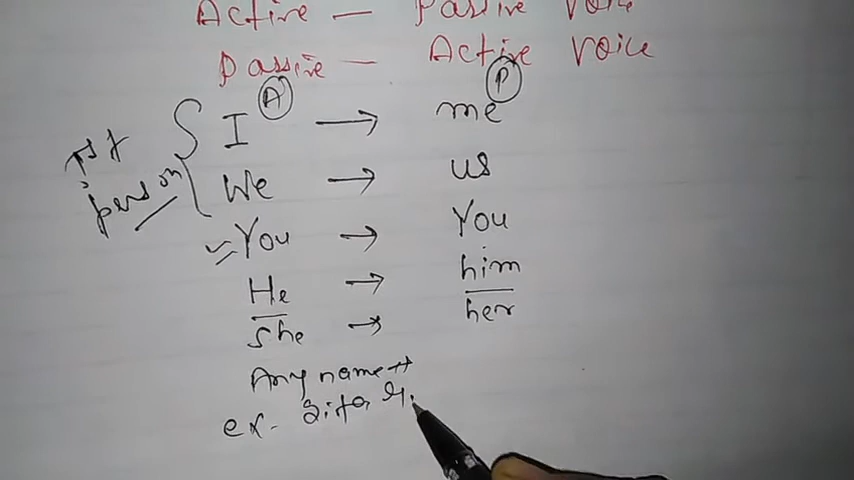 Active — Passive Voice
Passive — Active Voice
A P
1st person
I → me
We → us
You → You
He → him
She → her
Any name →
ex. Sita